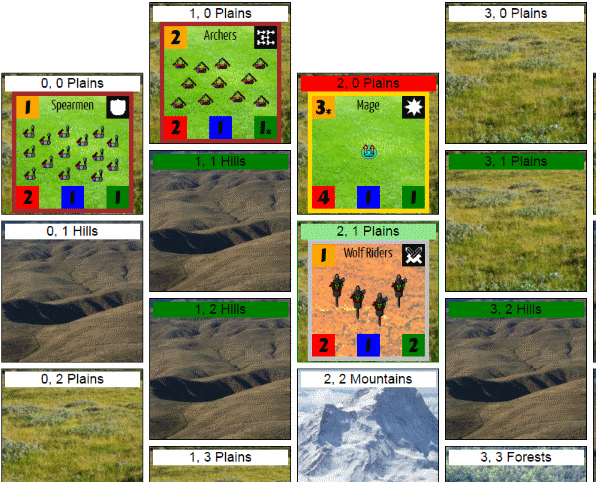 1, 0 Plains
3, 0 Plains
2 Archers
2 1 1*
0, 0 Plains
1 Spearmen
2 1 1
2, 0 Plains
3* Mage
4 1 1
1, 1 Hills
3, 1 Plains
0, 1 Hills
2, 1 Plains
1 Wolf Riders
2 1 2
1, 2 Hills
3, 2 Hills
0, 2 Plains
2, 2 Mountains
1, 3 Plains
3, 3 Forests